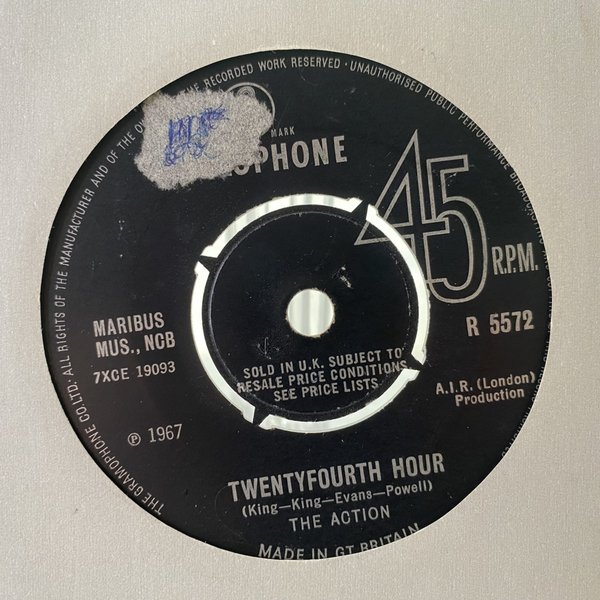 THE GRAMOPHONE CO.LTD. ALL RIGHTS OF THE MANUFACTURER AND OF THE RECORDED WORK RESERVED · UNAUTHORISED PUBLIC PERFORMANCE
MARK
OPHONE
45
R.P.M.
MARIBUS
MUS., NCB
R 5572
7XCE 19093
SOLD IN U.K. SUBJECT TO
RESALE PRICE CONDITIONS,
SEE PRICE LISTS
A.I.R. (London)
Production
℗ 1967
TWENTYFOURTH HOUR
(King—King—Evans—Powell)
THE ACTION
MADE IN GT BRITAIN